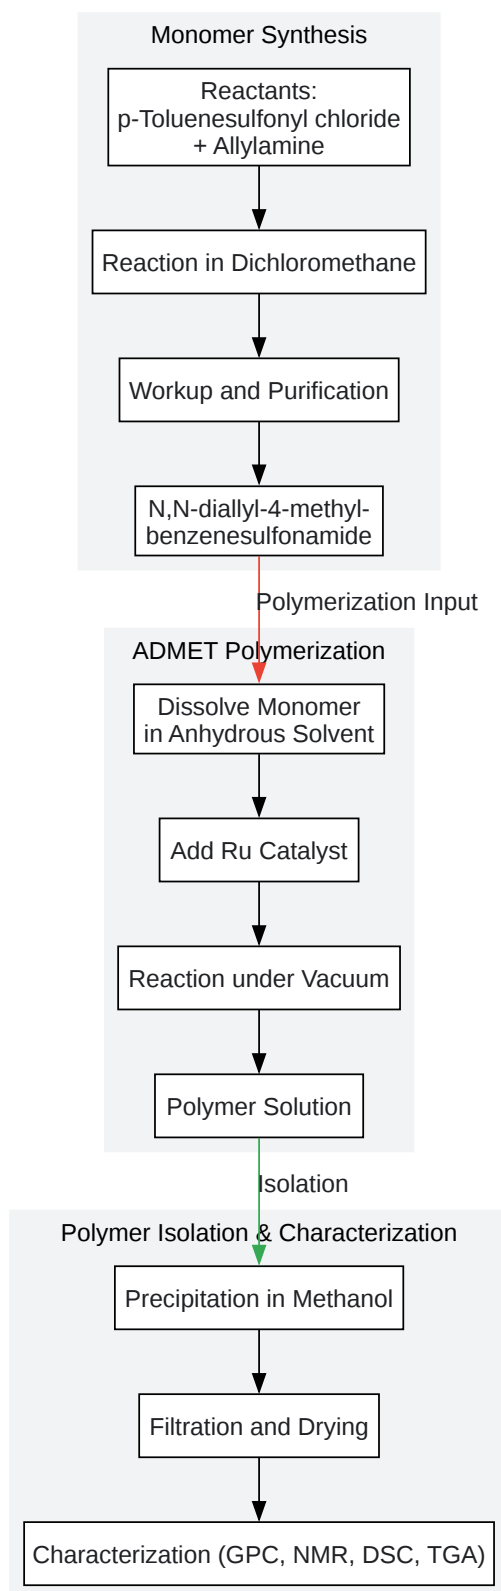 Monomer Synthesis
Reactants:
p-Toluenesulfonyl chloride
+ Allylamine
Reaction in Dichloromethane
Workup and Purification
N,N-diallyl-4-methyl-
benzenesulfonamide
Polymerization Input
ADMET Polymerization
Dissolve Monomer
in Anhydrous Solvent
Add Ru Catalyst
Reaction under Vacuum
Polymer Solution
Isolation
Polymer Isolation & Characterization
Precipitation in Methanol
Filtration and Drying
Characterization (GPC, NMR, DSC, TGA)